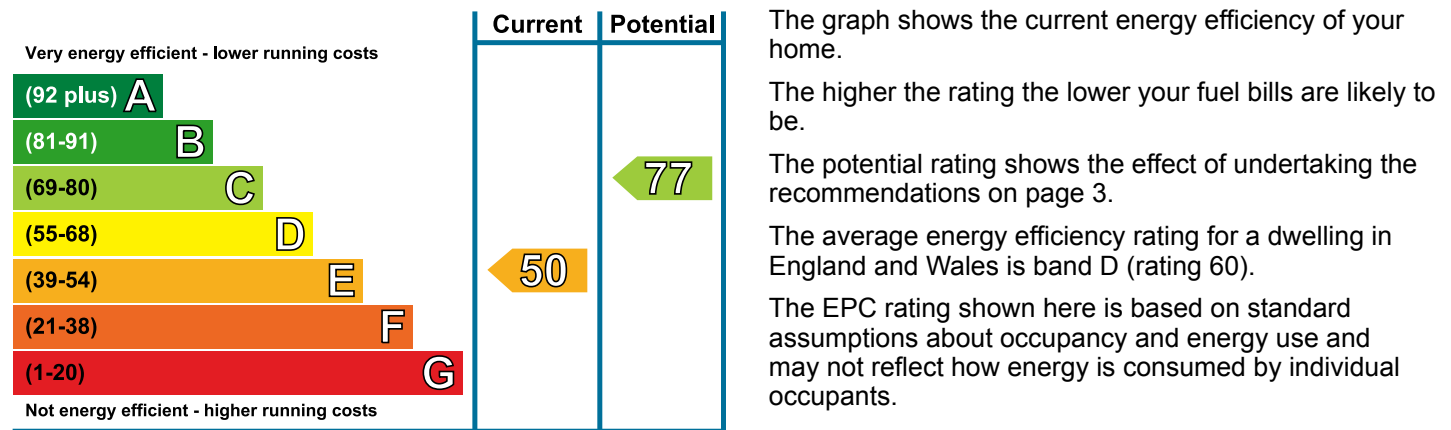 Current Potential
Very energy efficient - lower running costs
(92 plus) A
(81-91) B
(69-80) C
77
(55-68) D
(39-54) E
50
(21-38) F
(1-20) G
Not energy efficient - higher running costs
The graph shows the current energy efficiency of your
home.
The higher the rating the lower your fuel bills are likely to
be.
The potential rating shows the effect of undertaking the
recommendations on page 3.
The average energy efficiency rating for a dwelling in
England and Wales is band D (rating 60).
The EPC rating shown here is based on standard
assumptions about occupancy and energy use and
may not reflect how energy is consumed by individual
occupants.